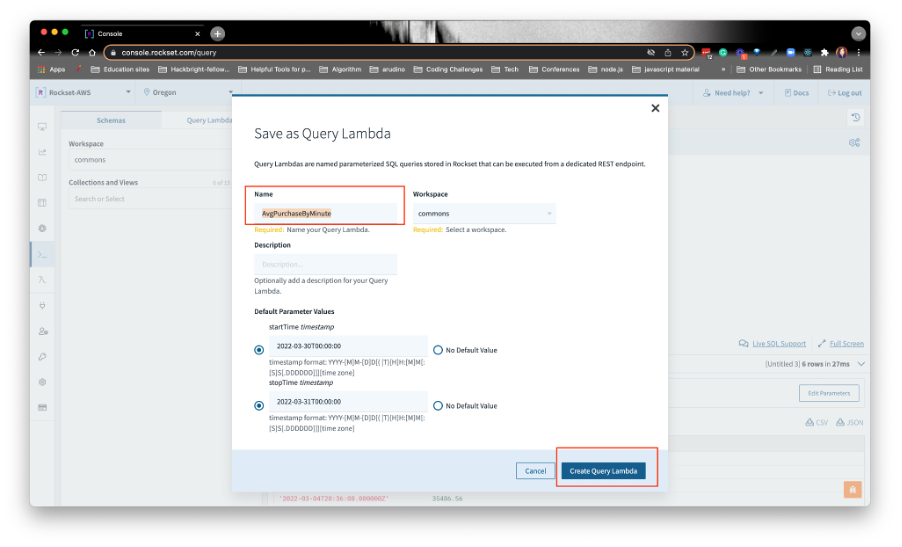 Console
console.rockset.com/query
Apps
Education sites
Hackbright-fellow...
Helpful Tools for p...
Algorithm
arudino
Coding Challenges
Tech
Conferences
node.js
javascript material
»
Other Bookmarks
Reading List
Rockset-AWS
Oregon
Need help?
Docs
Log out
Schemas
Query Lambda
Workspace
commons
Collections and Views
Search or Select
Save as Query Lambda
Query Lambdas are named parameterized SQL queries stored in Rockset that can be executed from a dedicated REST endpoint.
Name
Workspace
AvgPurchaseByMinute
commons
Required: Name your Query Lambda.
Required: Select a workspace.
Description
Description...
Optionally add a description for your Query
Lambda.
Default Parameter Values
startTime timestamp
2022-03-30T00:00:00
No Default Value
timestamp format: YYYY-[M]M-[D]D[( |T)[H]H:[M]M[:
[S]S[.DDDDDD]]][time zone]
stopTime timestamp
2022-03-31T00:00:00
No Default Value
timestamp format: YYYY-[M]M-[D]D[( |T)[H]H:[M]M[:
[S]S[.DDDDDD]]][time zone]
Live SQL Support
Full Screen
[Untitled 3] 6 rows in 27ms
Edit Parameters
CSV
JSON
Cancel
Create Query Lambda
35406.56